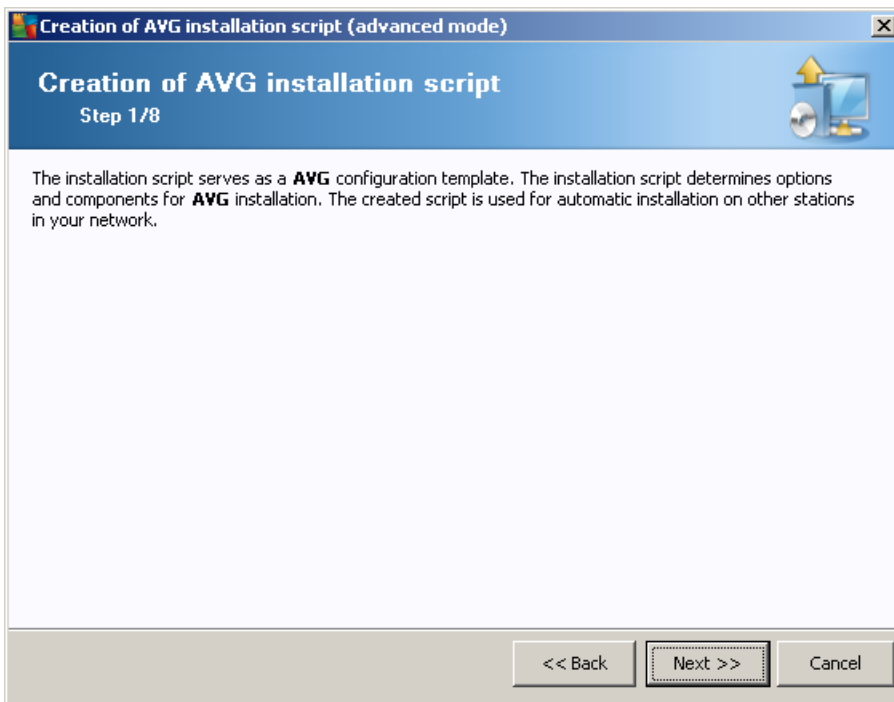 Creation of AVG installation script (advanced mode)
Creation of AVG installation script
Step 1/8
The installation script serves as a AVG configuration template. The installation script determines options
and components for AVG installation. The created script is used for automatic installation on other stations
in your network.
<< Back
Next >>
Cancel